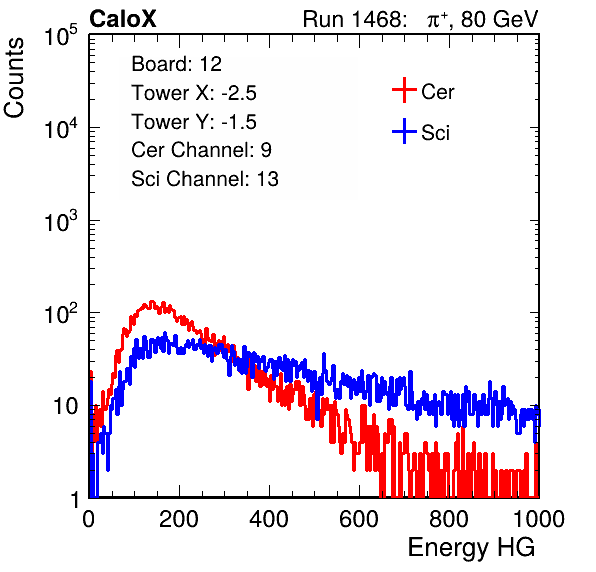 CaloX Run 1468: π⁺, 80 GeV
Counts
10⁵
10⁴
10³
10²
10
1
Board: 12
Tower X: -2.5
Tower Y: -1.5
Cer Channel: 9
Sci Channel: 13
Cer
Sci
0 200 400 600 800 1000
Energy HG